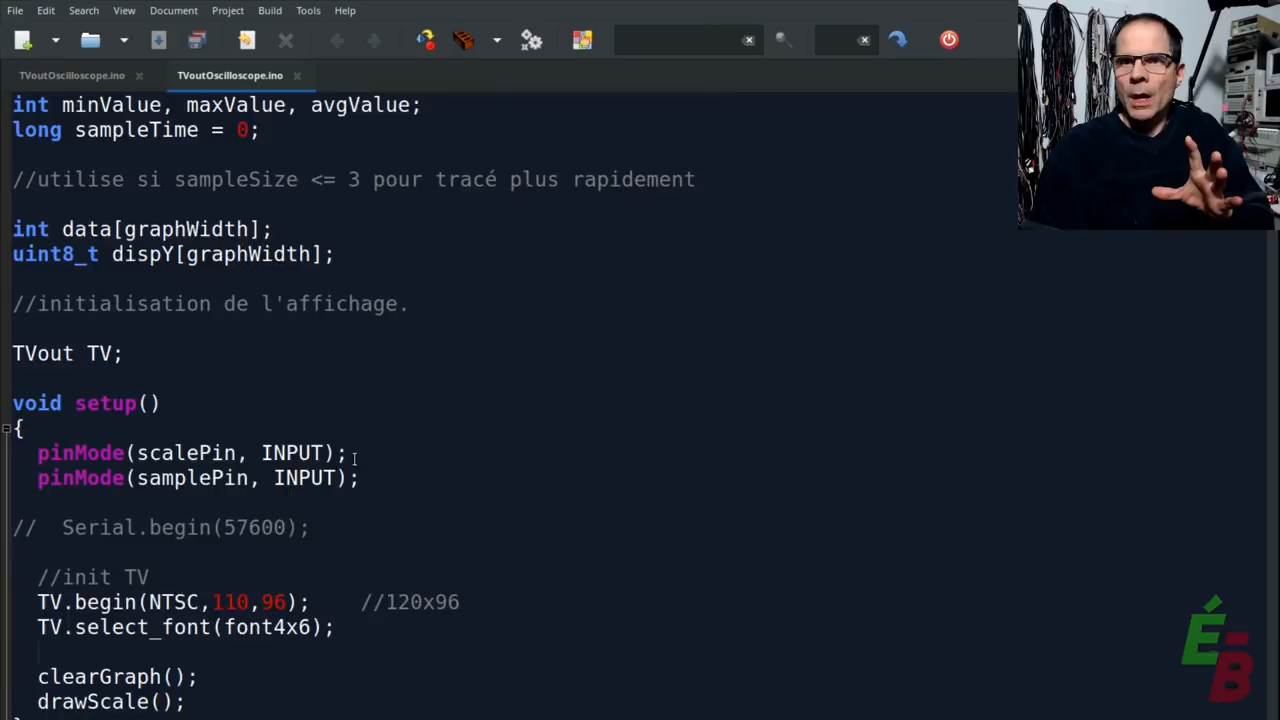 File Edit Search View Document Project Build Tools Help
TVoutOscilloscope.ino TVoutOscilloscope.ino
int minValue, maxValue, avgValue;
long sampleTime = 0;
//utilise si sampleSize <= 3 pour tracé plus rapidement
int data[graphWidth];
uint8_t dispY[graphWidth];
//initialisation de l'affichage.
TVout TV;
void setup()
{
pinMode(scalePin, INPUT);
pinMode(samplePin, INPUT);
// Serial.begin(57600);
//init TV
TV.begin(NTSC,110,96); //120x96
TV.select_font(font4x6);
clearGraph();
drawScale();
É
B